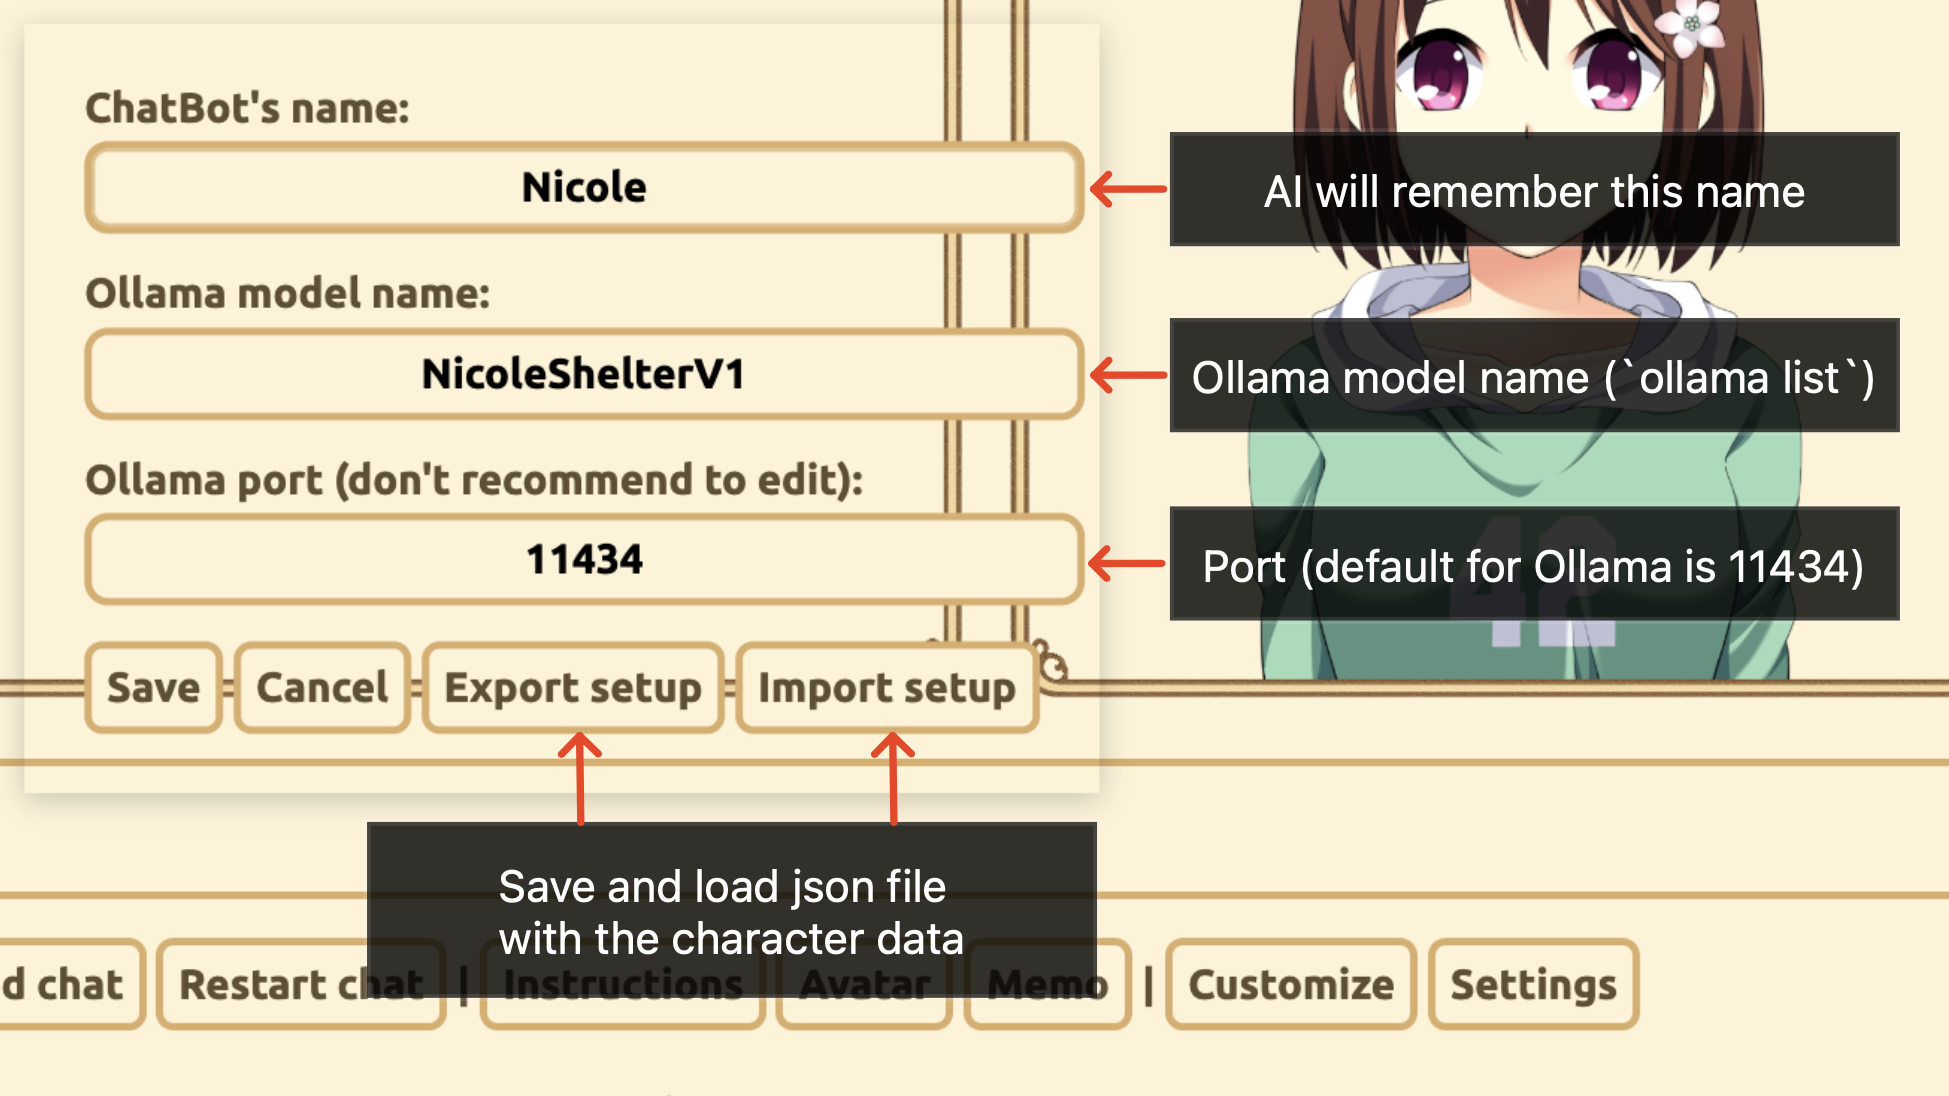 ChatBot's name:
Nicole
AI will remember this name
Ollama model name:
NicoleShelterV1
Ollama model name (`ollama list`)
Ollama port (don't recommend to edit):
11434
Port (default for Ollama is 11434)
42
Save Cancel Export setup Import setup
Save and load json file
with the character data
d chat Restart chat | Instructions Avatar Memo | Customize Settings